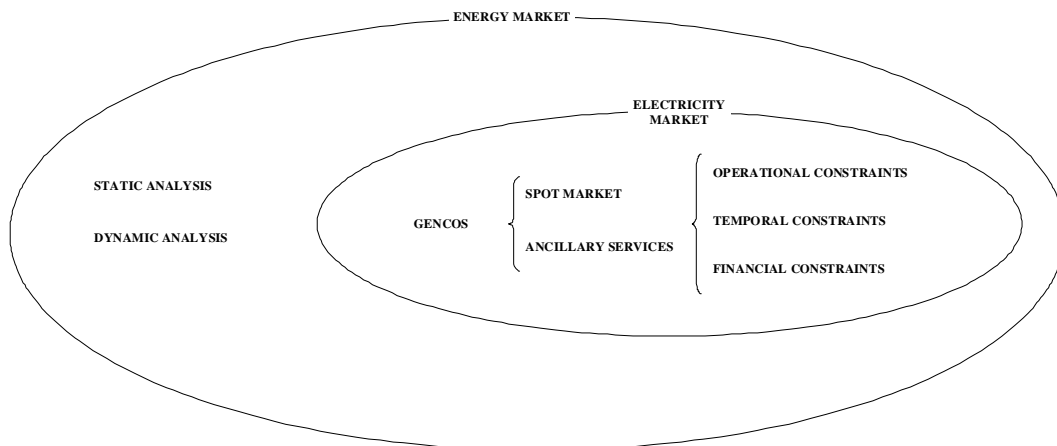 ENERGY MARKET
ELECTRICITY
MARKET
STATIC ANALYSIS
DYNAMIC ANALYSIS
GENCOS
SPOT MARKET
ANCILLARY SERVICES
OPERATIONAL CONSTRAINTS
TEMPORAL CONSTRAINTS
FINANCIAL CONSTRAINTS